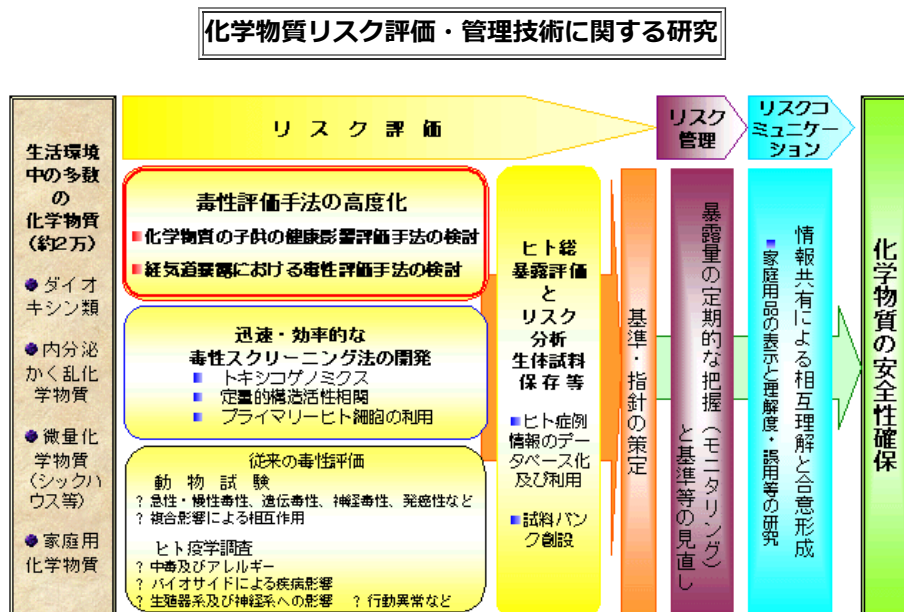 化学物質リスク評価・管理技術に関する研究
リスク評価
リスク
管理
リスクコ
ミュニケー
ション
生活環境
中の多数
の
化学物質
(約2万)
ダイオ
キシン類
内分泌
かく乱化
学物質
微量化
学物質
(シックハ
ウス等)
家庭用
化学物質
毒性評価手法の高度化
■化学物質の子供の健康影響評価手法の検討
■経気道暴露における毒性評価手法の検討
迅速・効率的な
毒性スクリーニング法の開発
■ トキシコゲノミクス
■ 定量的構造活性相関
■ プライマリーヒト細胞の利用
従来の毒性評価
動物試験
? 急性・慢性毒性、遺伝毒性、神経毒性、発癌性など
? 複合影響による相互作用
ヒト疫学調査
? 中毒及びアレルギー
? バイオサイドによる疾病影響
? 生殖器系及び神経系への影響 ? 行動異常など
ヒト総
暴露評価
と
リスク
分析
生体試料
保存等
■ヒト症例
情報のデー
タベース化
及び利用
■試料バン
ク創設
基準・指針の策定
暴露量の定期的な把握(モニタリング)
と基準等の見直し
情報共有による相互理解と合意形成
■家庭用品の表示と理解度・誤用等の研究
化学物質の安全性確保